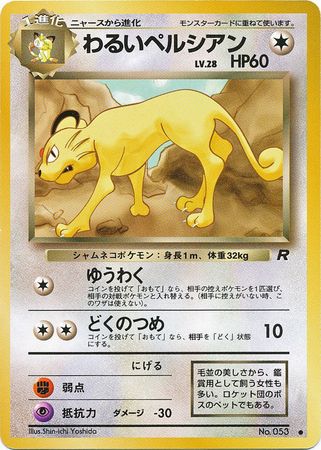 1進化 ニャースから進化 モンスターカードに重ねて使います。
わるいペルシアン LV.28 HP60
R
シャムネコポケモン：身長1m、体重32kg
ゆうわく
コインを投げて「おもて」なら、相手の控えポケモンを1匹選び、
相手の対戦ポケモンと入れ替える。（相手に控えがいない時、こ
のワザは使えない）
どくのつめ 10
コインを投げて「おもて」なら、相手を「どく」状態
にする。
にげる
弱点
抵抗力 ダメージ -30
毛並の美しさから、鑑
賞用として飼う女性も
多い。ロケット団のボ
スのペットでもある。
Illus.Shin-ichi Yoshida
No. 053